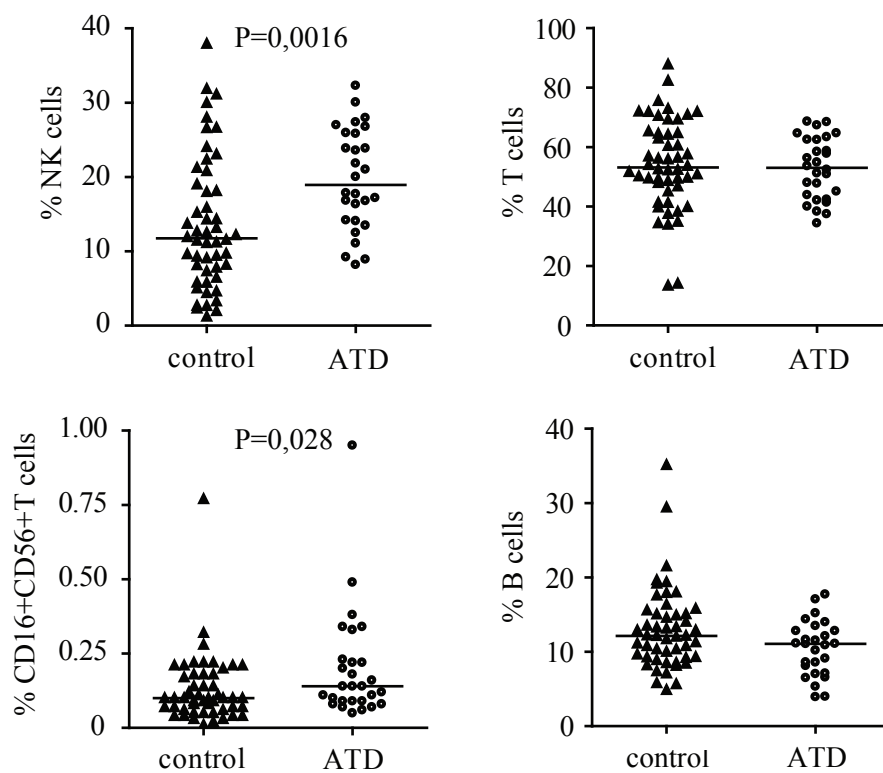 P=0,0016
% NK cells
40
30
20
10
0
control ATD
% T cells
100
80
60
40
20
0
control ATD
P=0,028
% CD16+CD56+T cells
1.00
0.75
0.50
0.25
0
control ATD
% B cells
40
30
20
10
0
control ATD